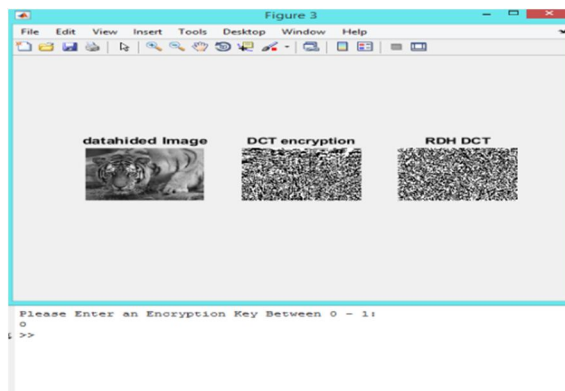 Figure 3
File Edit View Insert Tools Desktop Window Help
datahided Image DCT encryption RDH DCT
Please Enter an Encryption Key Between 0 - 1:
0
>>